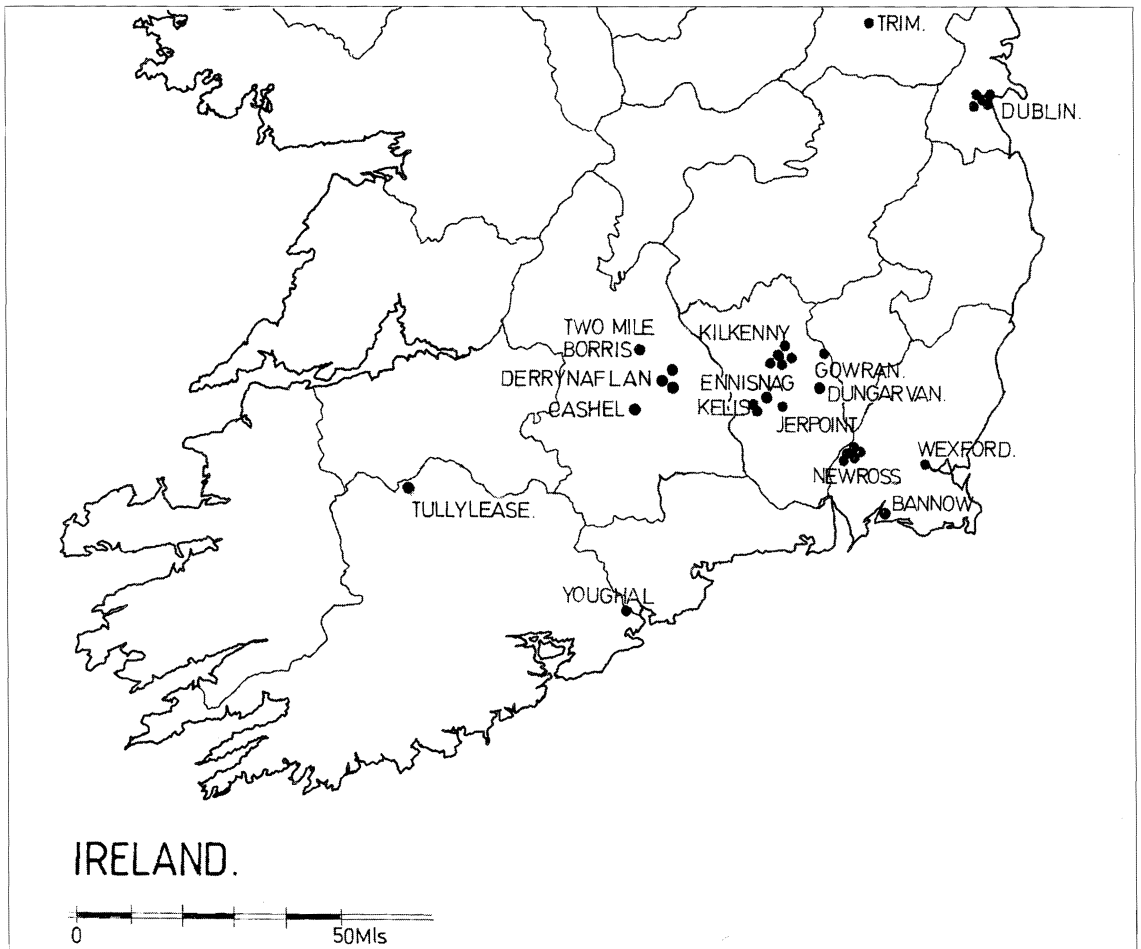 TRIM.
DUBLIN.
TWO MILE
BORRIS
KILKENNY
DERRYNAFLAN
ENNISNAG
GOWRAN.
DUNGARVAN.
CASHEL
KELLS
JERPOINT
WEXFORD.
NEWROSS
BANNOW
TULLYLEASE.
YOUGHAL
IRELAND.
0
50Mls